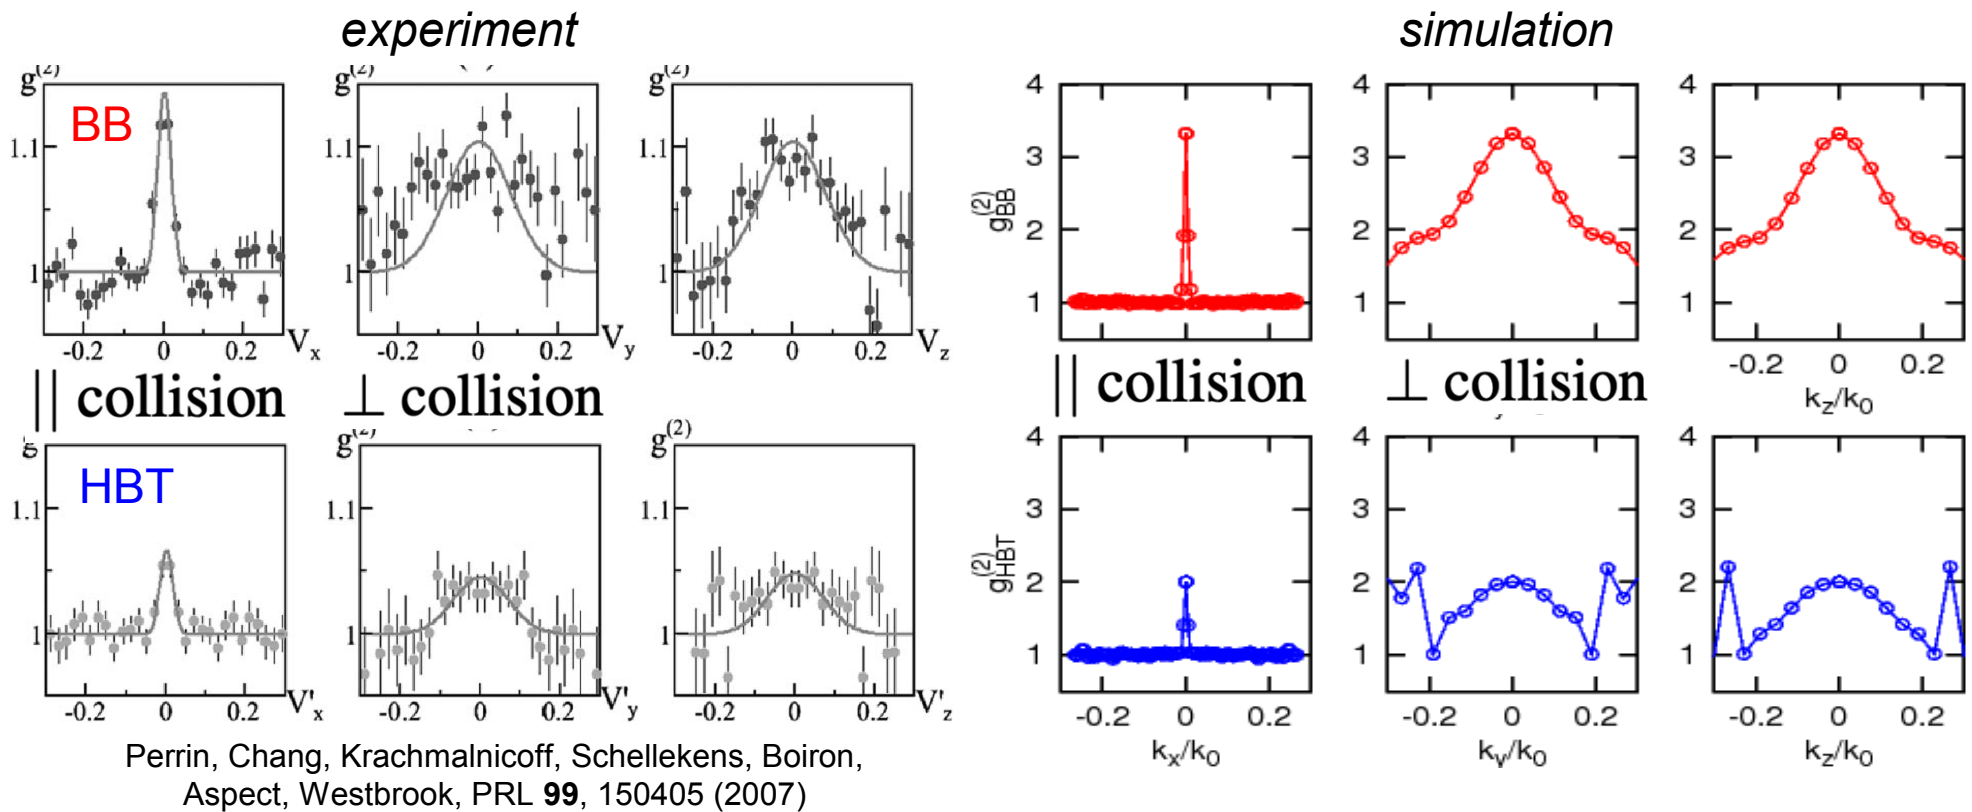 experiment
simulation
g(2) g(2) g(2)
BB
1.1 1.1 1.1
1 1 1
-0.2 0 0.2 Vx -0.2 0 0.2 Vy -0.2 0 0.2 Vz
g(2)BB
4 4 4
3 3 3
2 2 2
1 1 1
-0.2 0 0.2
kz/k0
|| collision ⊥ collision
|| collision ⊥ collision
g g(2) g(2)
HBT
1.1 1.1 1.1
1 1 1
-0.2 0 0.2 V'x -0.2 0 0.2 V'y -0.2 0 0.2 V'z
g(2)HBT
4 4 4
3 3 3
2 2 2
1 1 1
-0.2 0 0.2 -0.2 0 0.2 -0.2 0 0.2
kx/k0 ky/k0 kz/k0
Perrin, Chang, Krachmalnicoff, Schellekens, Boiron,
Aspect, Westbrook, PRL 99, 150405 (2007)